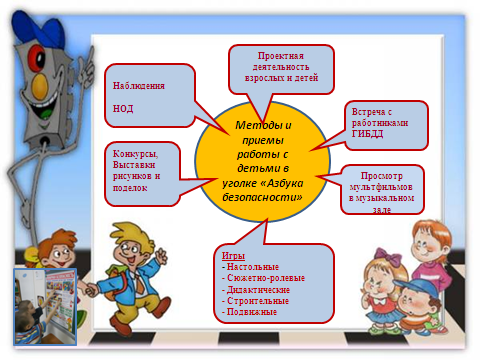 Проектная
деятельность
взрослых и детей
Наблюдения
НОД
Встреча с
работниками
ГИБДД
Методы и
приемы
работы с
детьми в
уголке «Азбука
безопасности»
Конкурсы,
Выставки
рисунков и
поделок
Просмотр
мультфильмов
в музыкальном
зале
Игры
- Настольные
- Сюжетно-ролевые
- Дидактические
- Строительные
- Подвижные